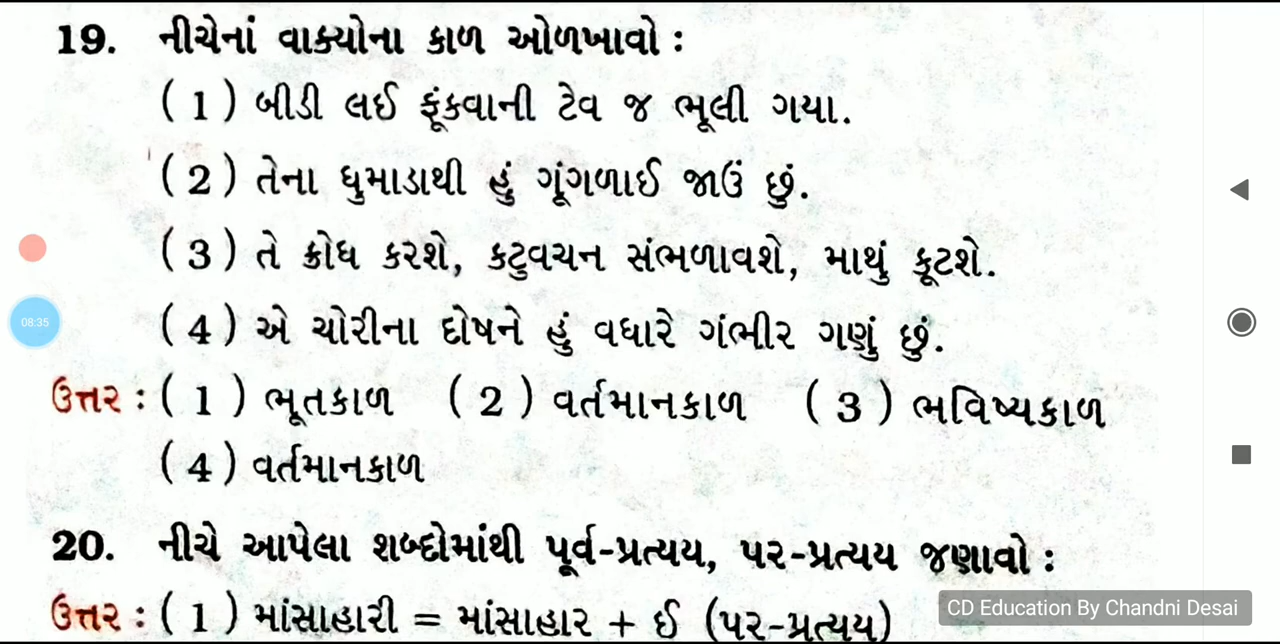 19. નીચેનાં વાક્યોના કાળ ઓળખાવો :
(1) બીડી લઈ ફૂંકવાની ટેવ જ ભૂલી ગયા.
(2) તેના ધુમાડાથી હું ગૂંગળાઈ જાઉં છું.
(3) તે ક્રોધ કરશે, કટુવચન સંભળાવશે, માથું કૂટશે.
08:35
(4) એ ચોરીના દોષને હું વધારે ગંભીર ગણું છું.
ઉત્તર : (1) ભૂતકાળ (2) વર્તમાનકાળ (3) ભવિષ્યકાળ
(4) વર્તમાનકાળ
20. નીચે આપેલા શબ્દોમાંથી પૂર્વ-પ્રત્યય, પર-પ્રત્યય જણાવો :
ઉત્તર : (1) માંસાહારી = માંસાહાર + ઈ (પર-પ્રત્યય)
CD Education By Chandni Desai